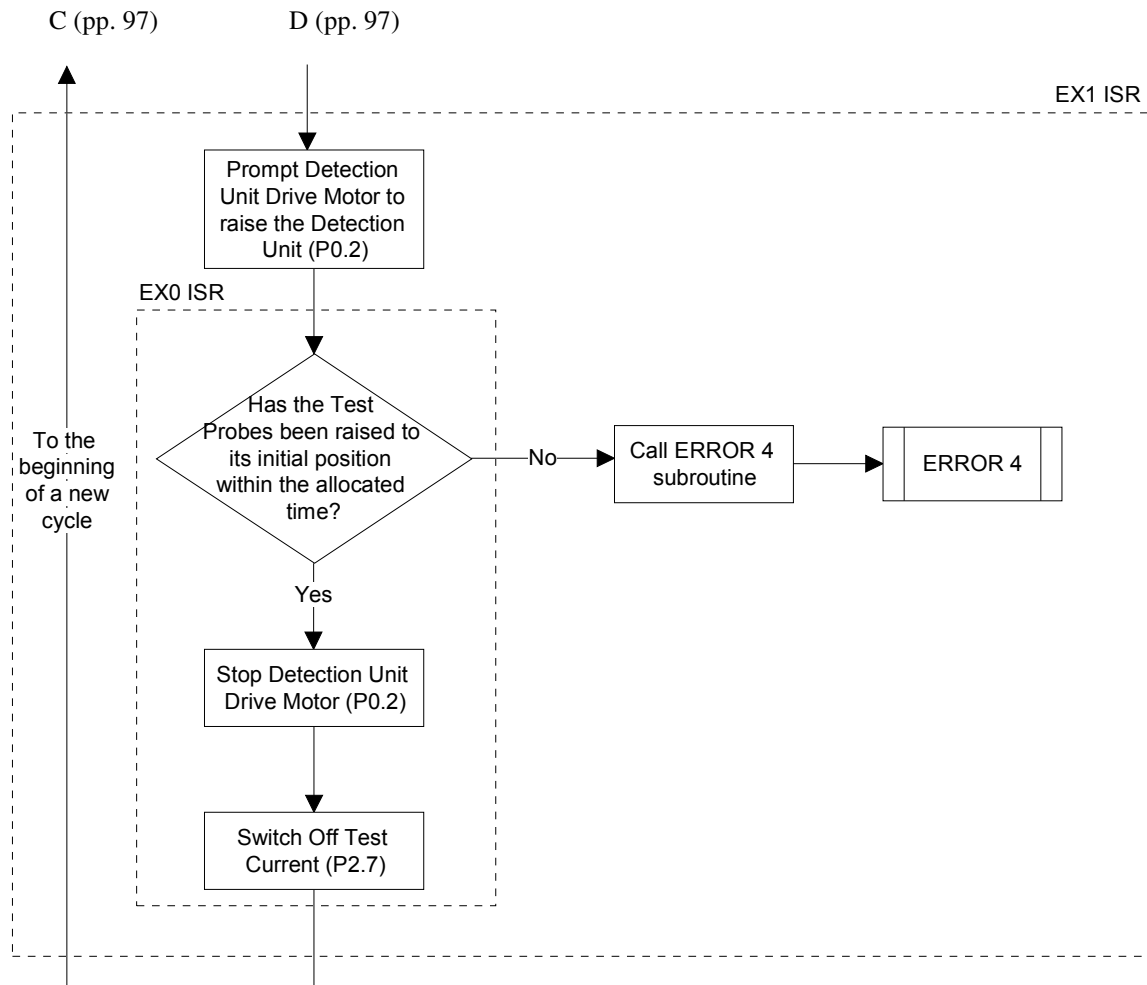 C (pp. 97)
D (pp. 97)
EX1 ISR
Prompt Detection
Unit Drive Motor to
raise the Detection
Unit (P0.2)
EX0 ISR
Has the Test
Probes been raised to
its initial position
within the allocated
time?
To the
beginning
of a new
cycle
No
Call ERROR 4
subroutine
ERROR 4
Yes
Stop Detection Unit
Drive Motor (P0.2)
Switch Off Test
Current (P2.7)